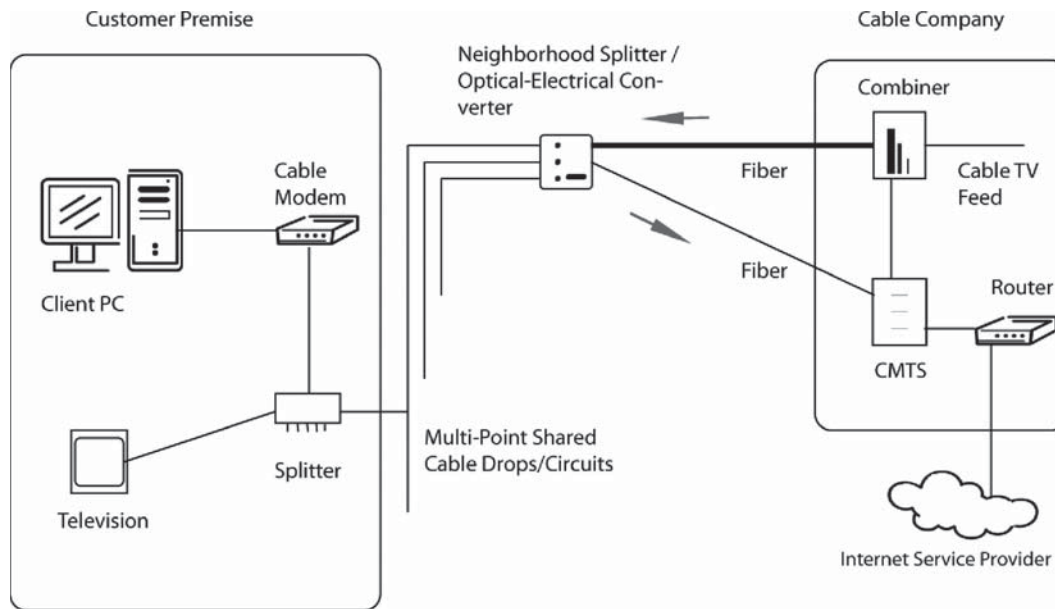 Customer Premise
Cable Company
Neighborhood Splitter /
Optical-Electrical Con-
verter
Combiner
Cable
Modem
Fiber
Cable TV
Feed
Client PC
Fiber
Router
CMTS
Multi-Point Shared
Cable Drops/Circuits
Splitter
Television
Internet Service Provider